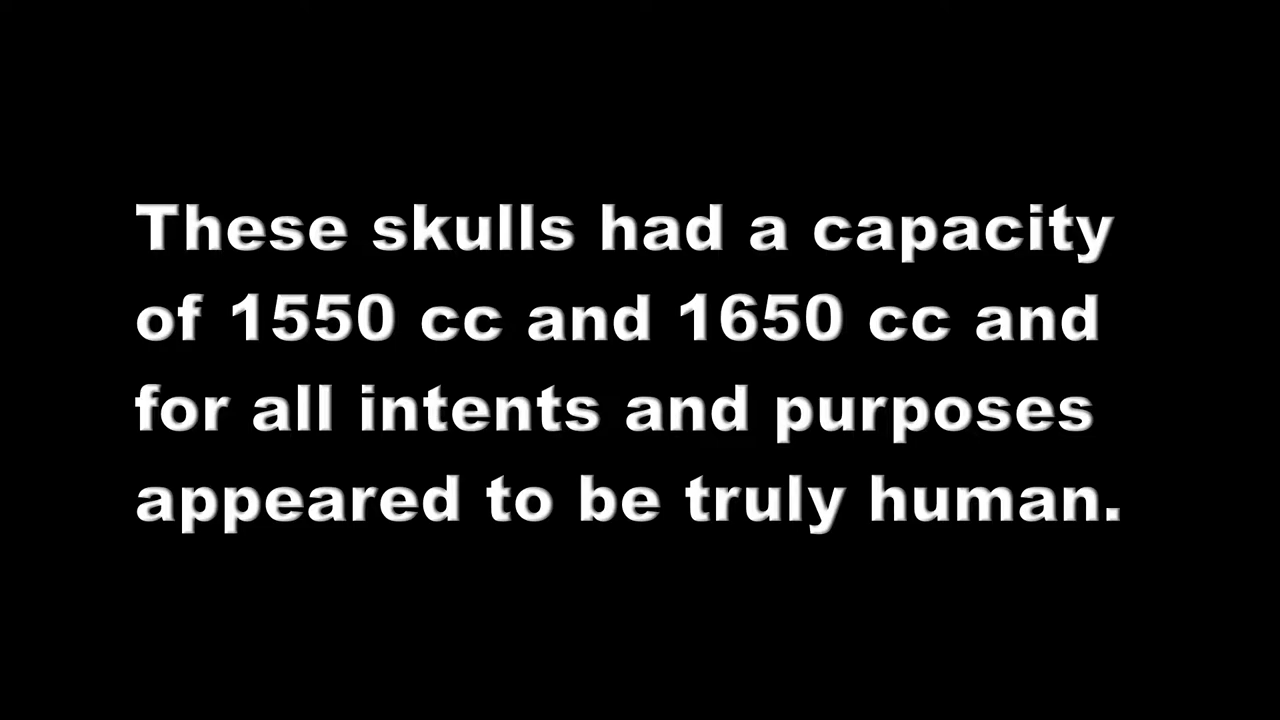 These skulls had a capacity
of 1550 cc and 1650 cc and
for all intents and purposes
appeared to be truly human.